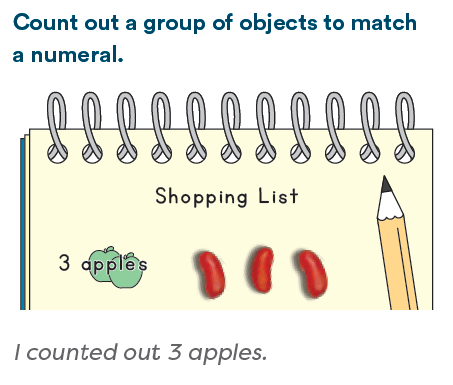 Count out a group of objects to match
a numeral.
Shopping List
3 apples
I counted out 3 apples.